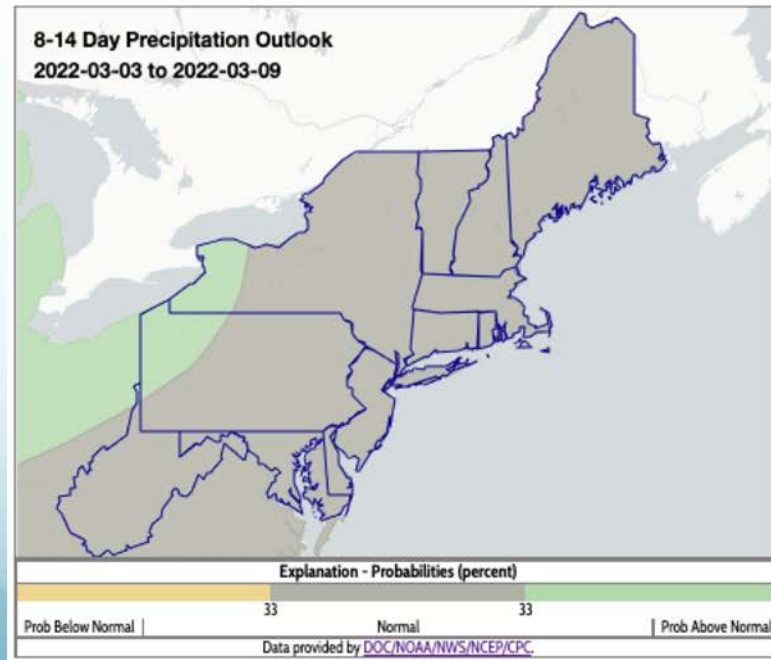 8-14 Day Precipitation Outlook
2022-03-03 to 2022-03-09
Explanation - Probabilities (percent)
33 33
Prob Below Normal Normal Prob Above Normal
Data provided by DOC/NOAA/NWS/NCEP/CPC.